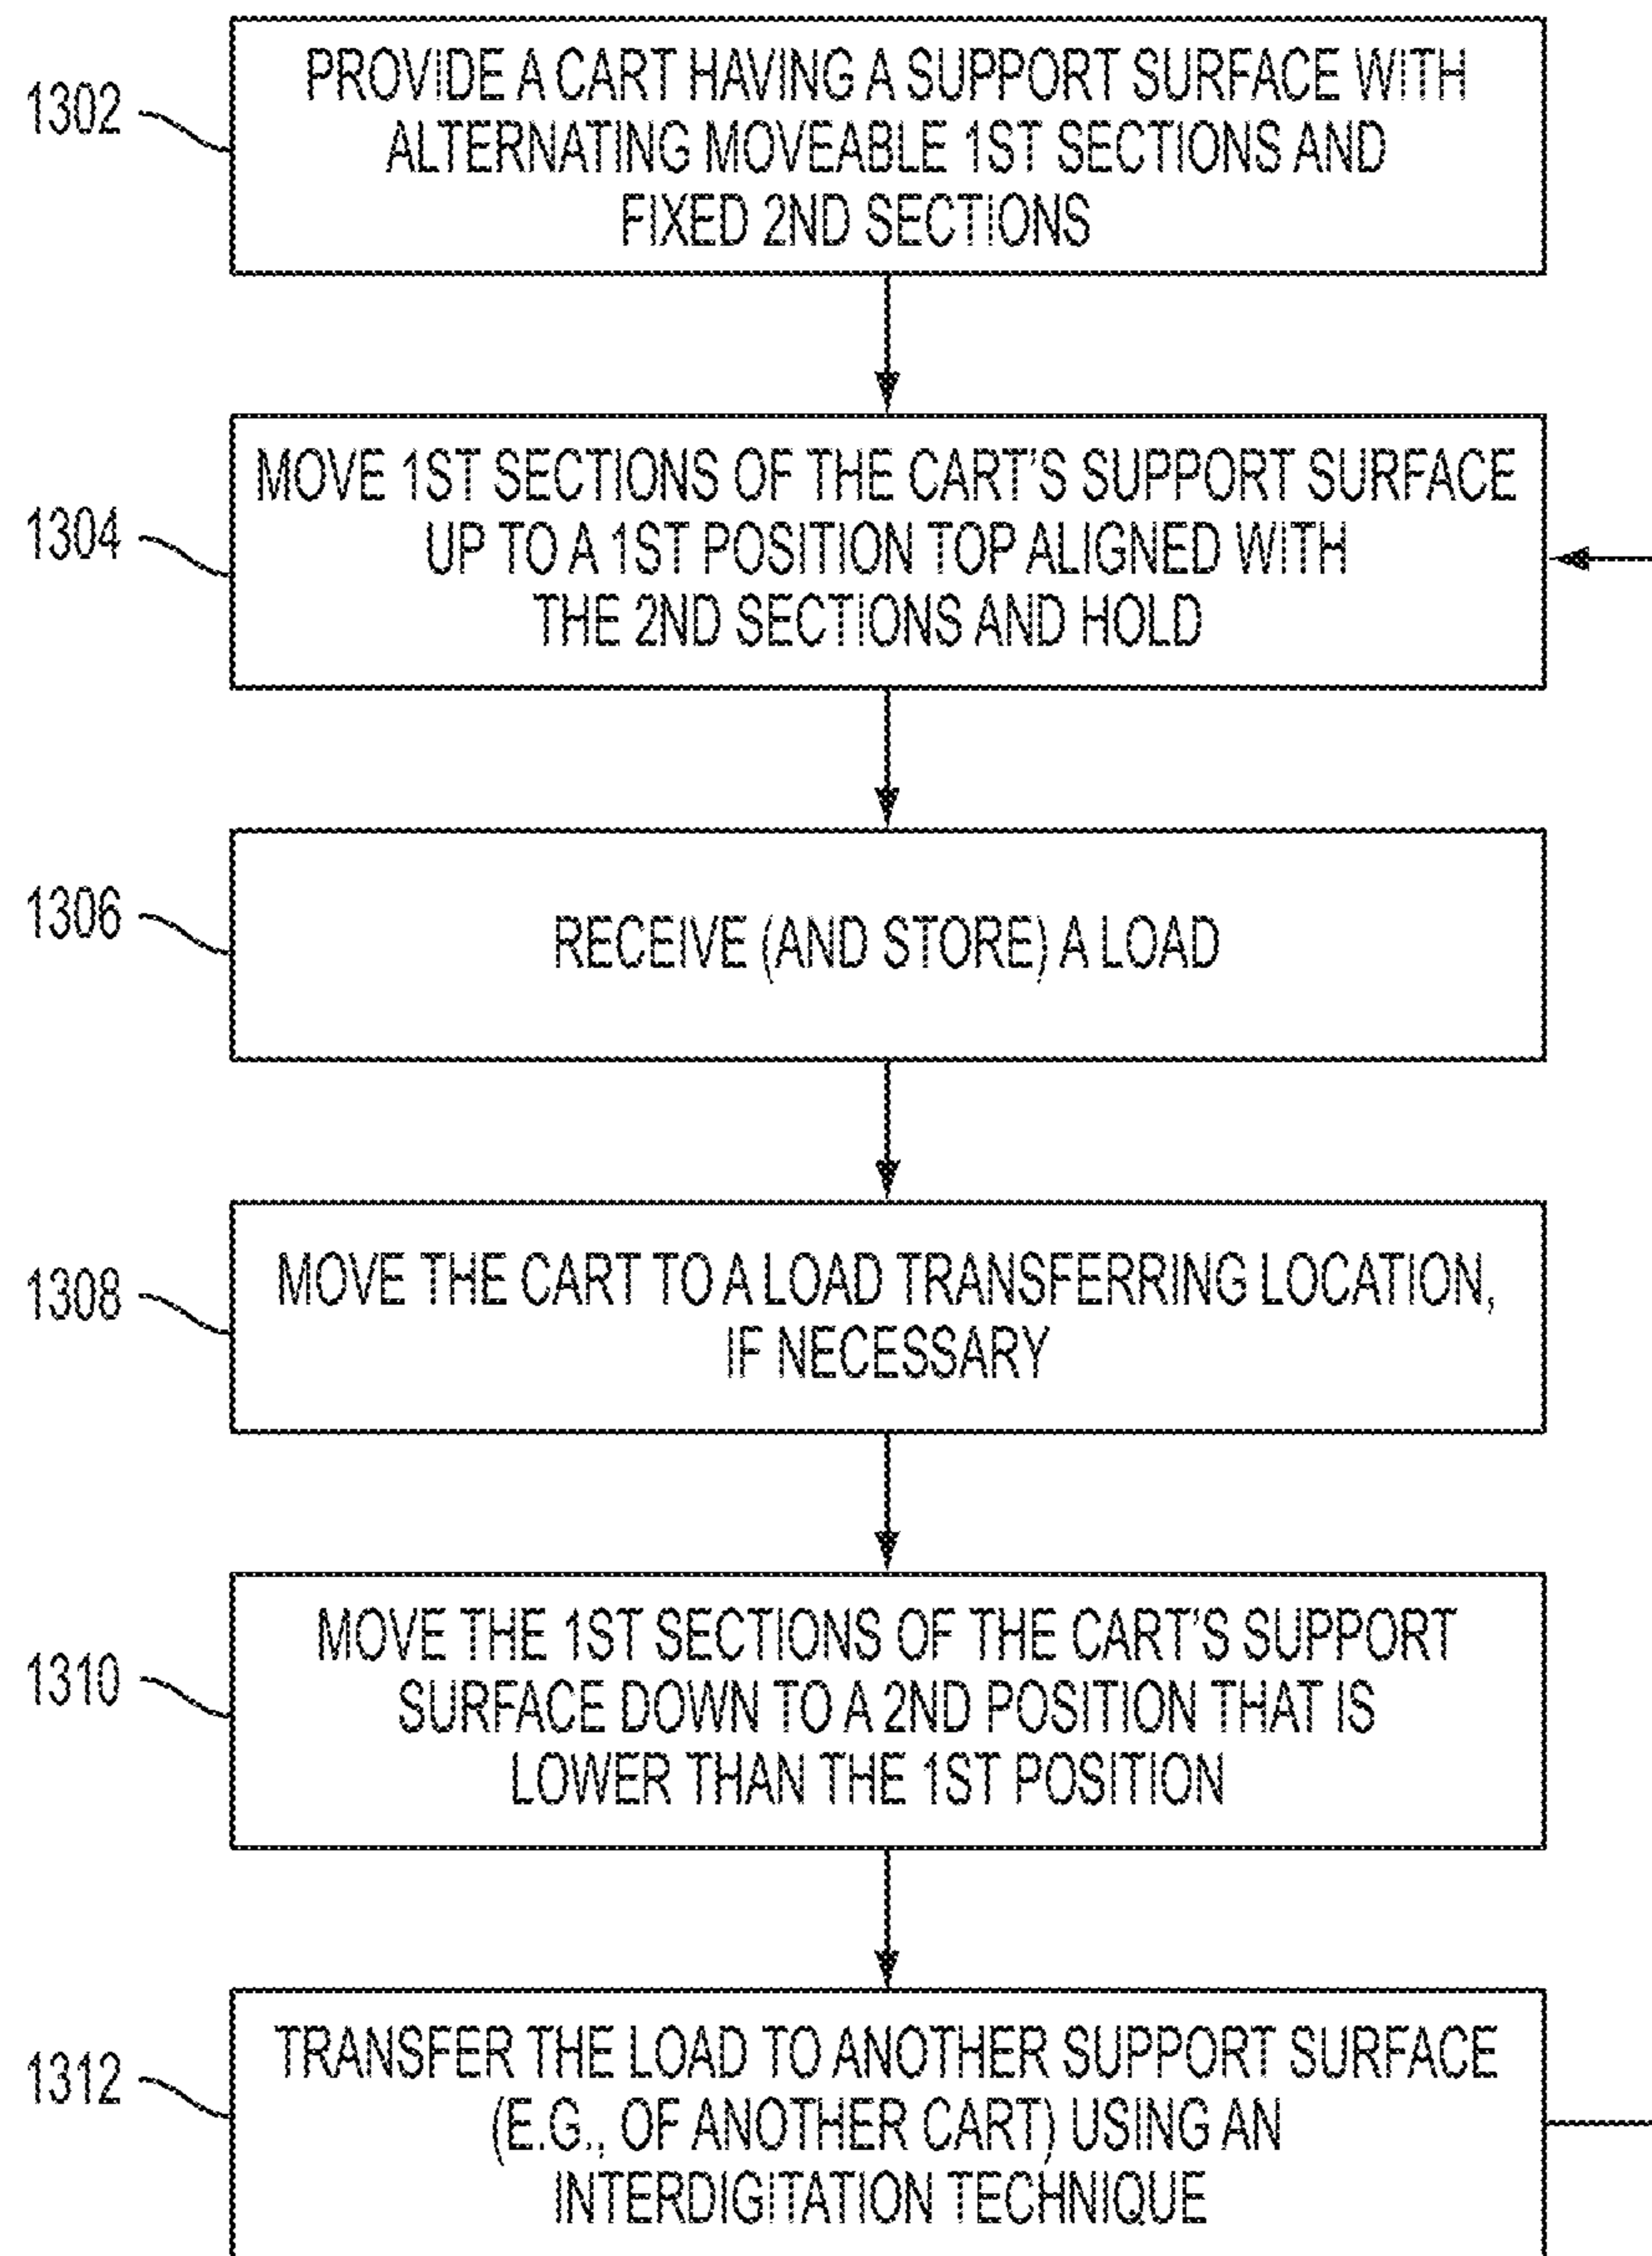 1302
PROVIDE A CART HAVING A SUPPORT SURFACE WITH
ALTERNATING MOVEABLE 1ST SECTIONS AND
FIXED 2ND SECTIONS
1304
MOVE 1ST SECTIONS OF THE CART'S SUPPORT SURFACE
UP TO A 1ST POSITION TOP ALIGNED WITH
THE 2ND SECTIONS AND HOLD
1306
RECEIVE (AND STORE) A LOAD
1308
MOVE THE CART TO A LOAD TRANSFERRING LOCATION,
IF NECESSARY
1310
MOVE THE 1ST SECTIONS OF THE CART'S SUPPORT
SURFACE DOWN TO A 2ND POSITION THAT IS
LOWER THAN THE 1ST POSITION
1312
TRANSFER THE LOAD TO ANOTHER SUPPORT SURFACE
(E.G., OF ANOTHER CART) USING AN
INTERDIGITATION TECHNIQUE